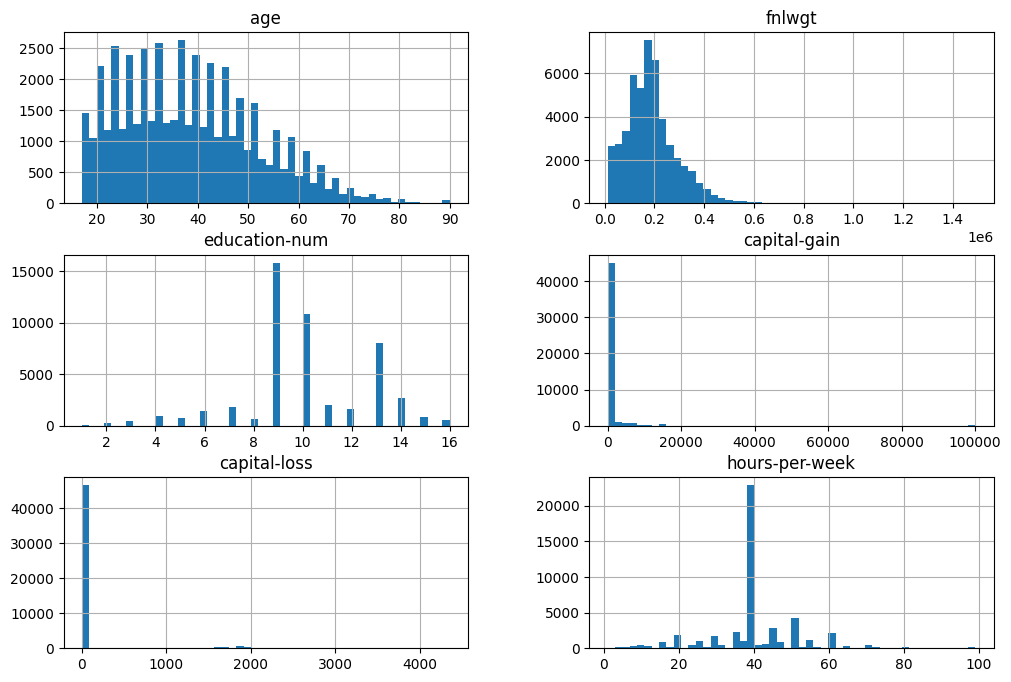 age
2500
2000
1500
1000
500
0
20 30 40 50 60 70 80 90
fnlwgt
6000
4000
2000
0
0.0 0.2 0.4 0.6 0.8 1.0 1.2 1.4
1e6
education-num
15000
10000
5000
0
2 4 6 8 10 12 14 16
capital-gain
40000
30000
20000
10000
0
0 20000 40000 60000 80000 100000
capital-loss
40000
30000
20000
10000
0
0 1000 2000 3000 4000
hours-per-week
20000
15000
10000
5000
0
0 20 40 60 80 100